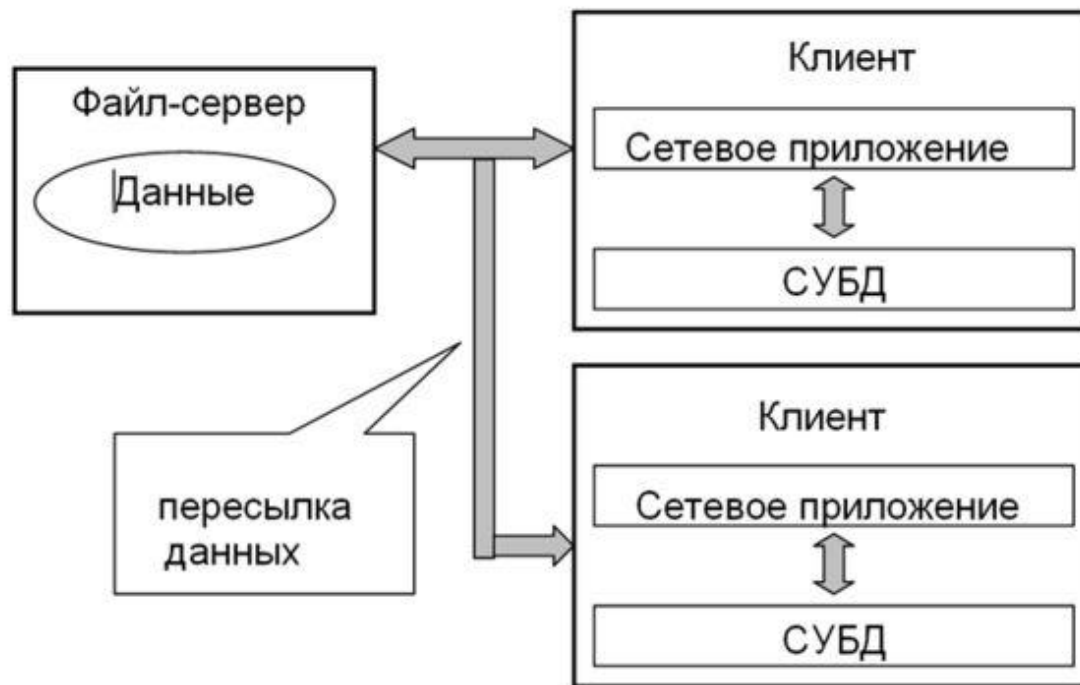 Файл-сервер
Данные
Клиент
Сетевое приложение
СУБД
пересылка
данных
Клиент
Сетевое приложение
СУБД